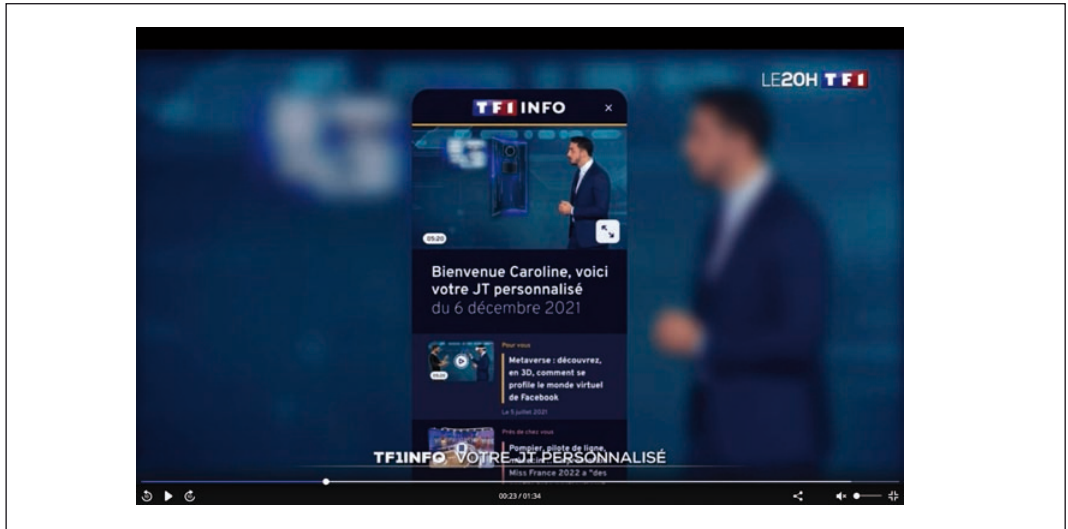 LE20H TF1
TF1 INFO
05:20
Bienvenue Caroline, voici
votre JT personnalisé
du 6 décembre 2021
Pour vous
Metaverse : découvrez,
en 3D, comment se
profile le monde virtuel
de Facebook
Le 5 juillet 2021
Près de chez vous
Pompier, pilote de ligne,
Miss France 2022 a "des
TF1INFO, VOTRE JT PERSONNALISÉ
00:23 / 01:34